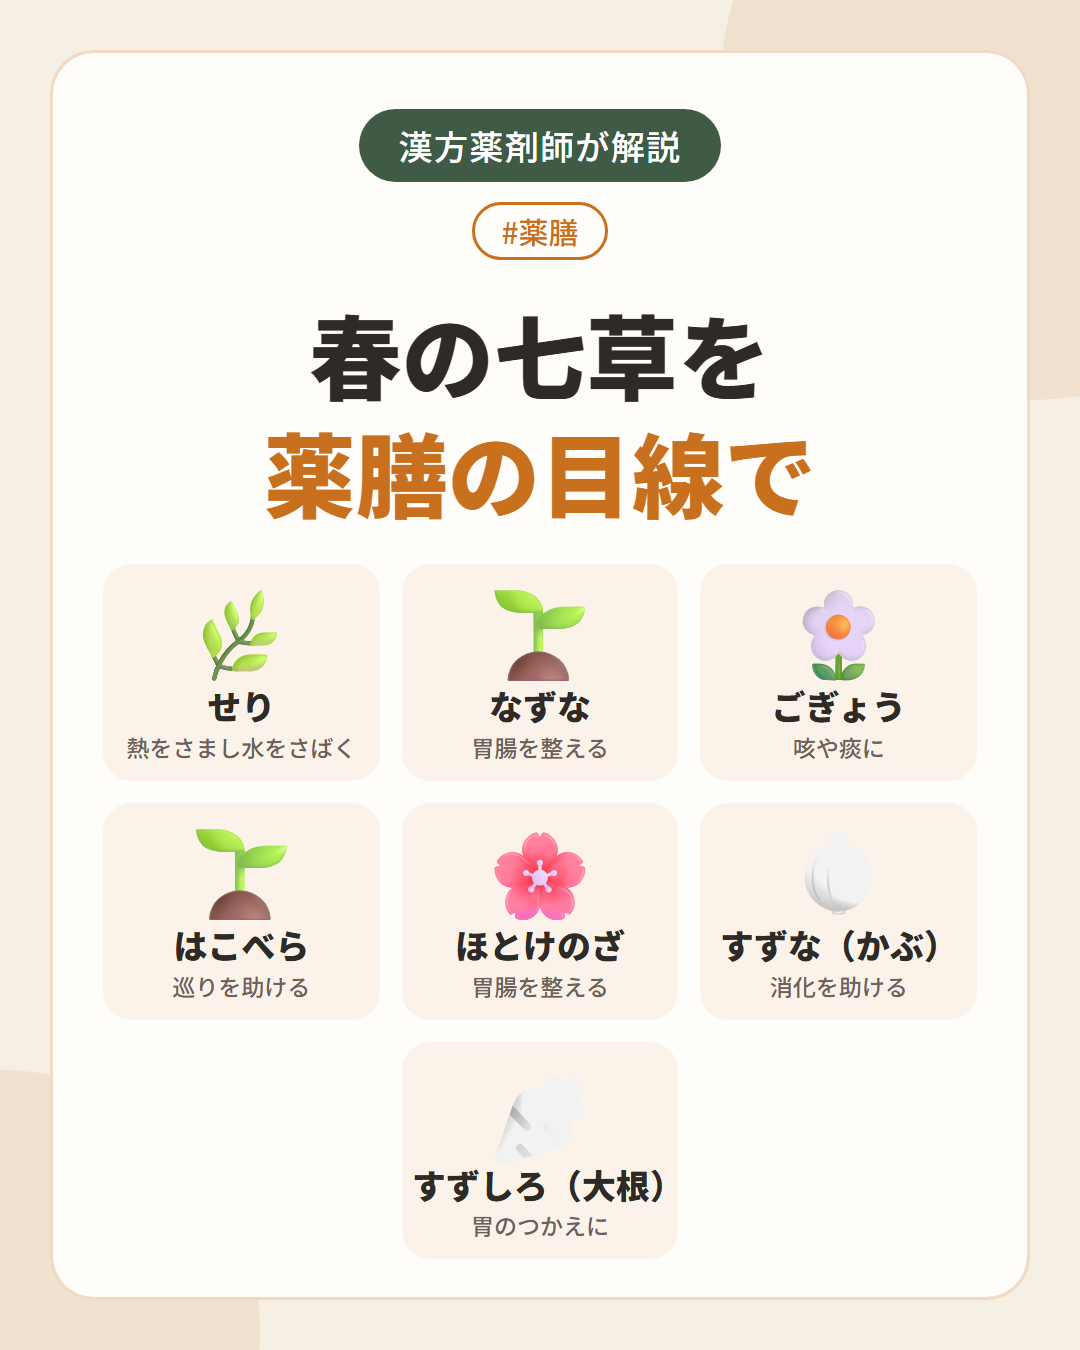 漢方薬剤師が解説
#薬膳
春の七草を
薬膳の目線で
せり
熱をさまし水をさばく
なずな
胃腸を整える
ごぎょう
咳や痰に
はこべら
巡りを助ける
ほとけのざ
胃腸を整える
すずな（かぶ）
消化を助ける
すずしろ（大根）
胃のつかえに